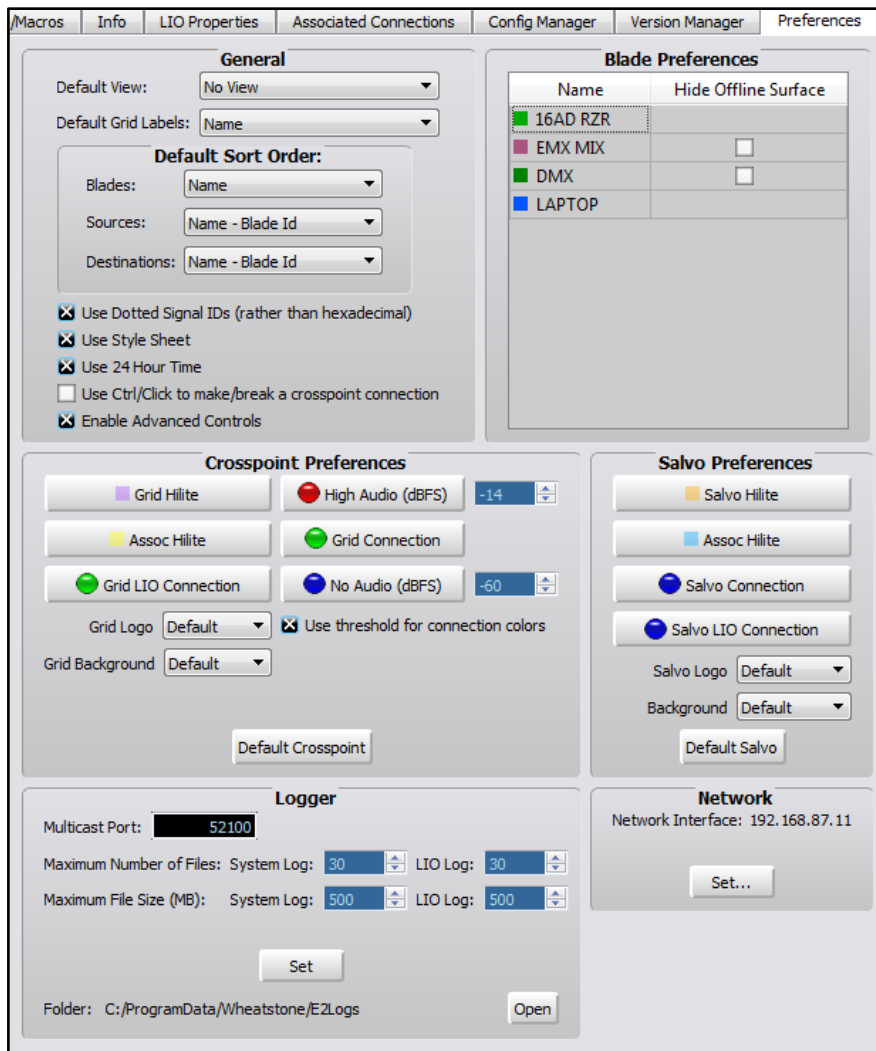 /Macros
Info
LIO Properties
Associated Connections
Config Manager
Version Manager
Preferences
General
Default View: No View
Default Grid Labels: Name
Default Sort Order:
Blades: Name
Sources: Name - Blade Id
Destinations: Name - Blade Id
Use Dotted Signal IDs (rather than hexadecimal)
Use Style Sheet
Use 24 Hour Time
Use Ctrl/Click to make/break a crosspoint connection
Enable Advanced Controls
Blade Preferences
Name Hide Offline Surface
16AD RZR
EMX MIX
DMX
LAPTOP
Crosspoint Preferences
Grid Hilite High Audio (dBFS) -14
Assoc Hilite Grid Connection
Grid LIO Connection No Audio (dBFS) -60
Grid Logo Default Use threshold for connection colors
Grid Background Default
Default Crosspoint
Salvo Preferences
Salvo Hilite
Assoc Hilite
Salvo Connection
Salvo LIO Connection
Salvo Logo Default
Background Default
Default Salvo
Logger
Multicast Port: 52100
Maximum Number of Files: System Log: 30 LIO Log: 30
Maximum File Size (MB): System Log: 500 LIO Log: 500
Set
Folder: C:/ProgramData/Wheatstone/E2Logs Open
Network
Network Interface: 192.168.87.11
Set...